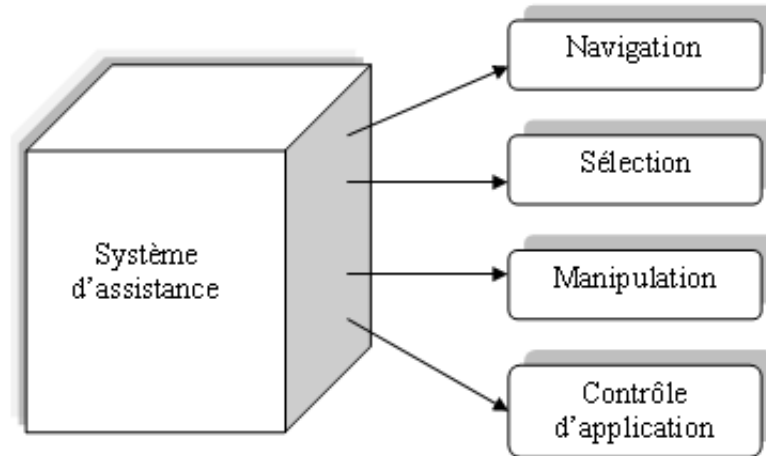 Navigation
Sélection
Système
d'assistance
Manipulation
Contrôle
d'application